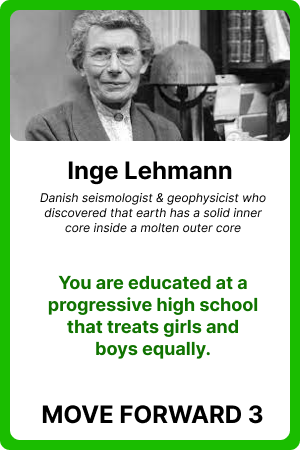 Inge Lehmann
Danish seismologist & geophysicist who
discovered that earth has a solid inner
core inside a molten outer core
You are educated at a
progressive high school
that treats girls and
boys equally.
MOVE FORWARD 3